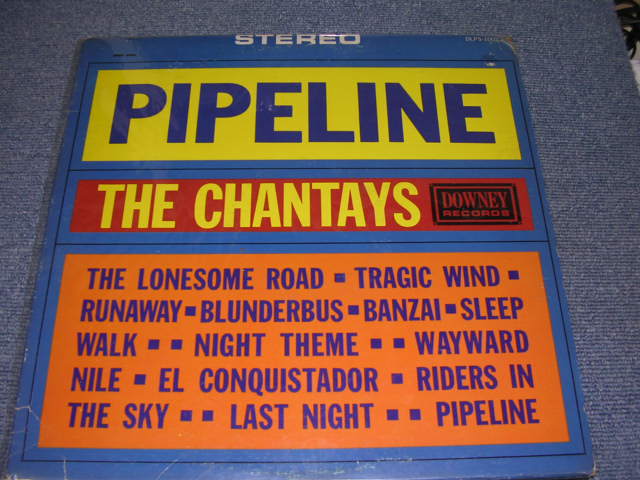 STEREO
PIPELINE
THE CHANTAYS
DOWNEY
RECORDS
THE LONESOME ROAD ▪ TRAGIC WIND ▪
RUNAWAY ▪ BLUNDERBUS ▪ BANZAI ▪ SLEEP
WALK ▪ ▪ NIGHT THEME ▪ ▪ WAYWARD
NILE ▪ EL CONQUISTADOR ▪ RIDERS IN
THE SKY ▪ ▪ LAST NIGHT ▪ ▪ PIPELINE